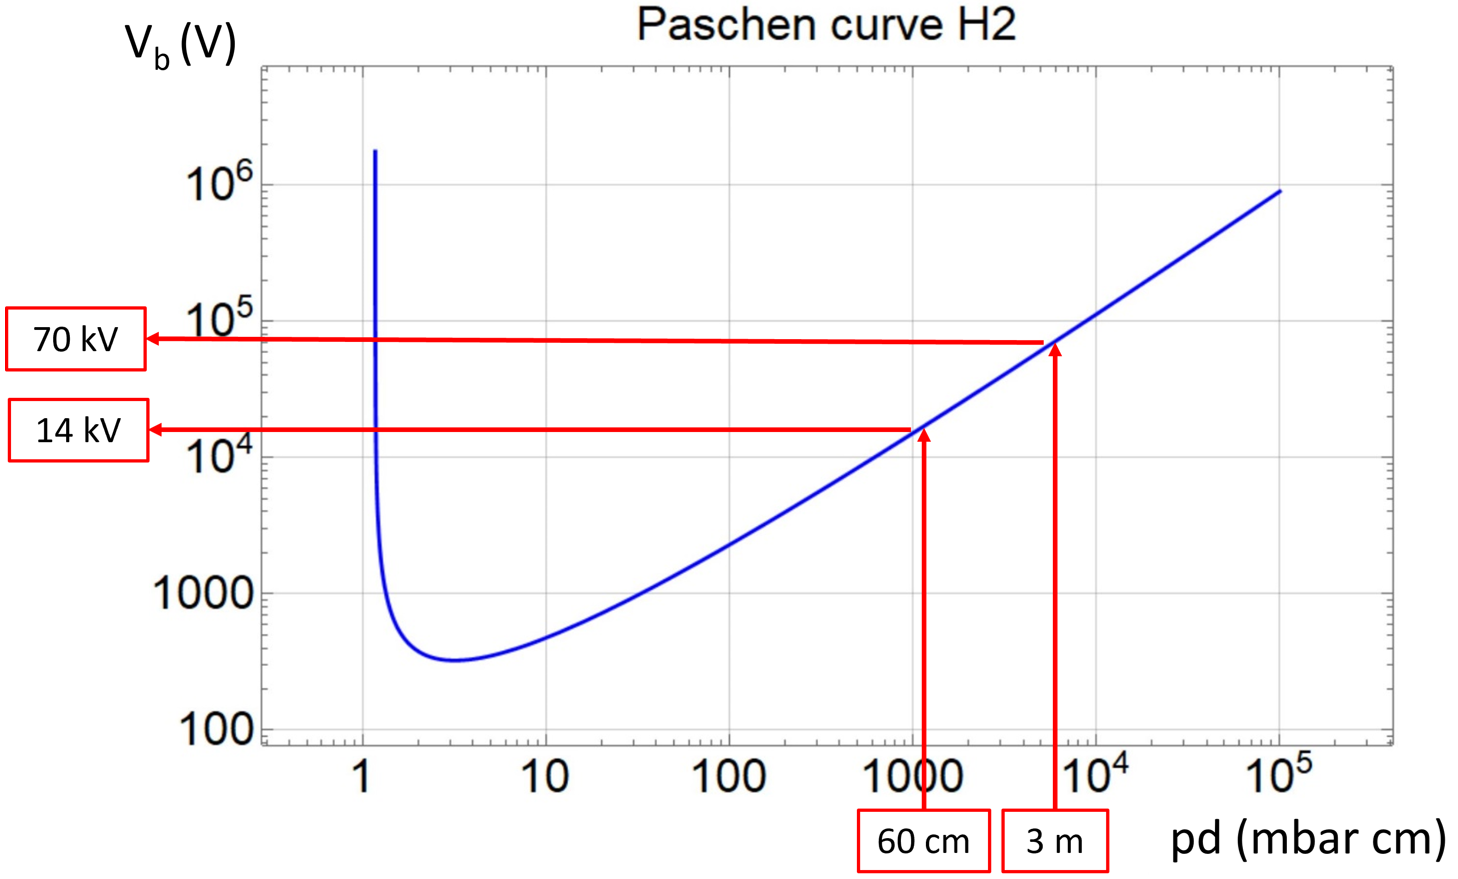 Paschen curve H2
V_b (V)
10^6
10^5
70 kV
14 kV
10^4
1000
100
1 10 100 1000 10^4 10^5
60 cm 3 m pd (mbar cm)